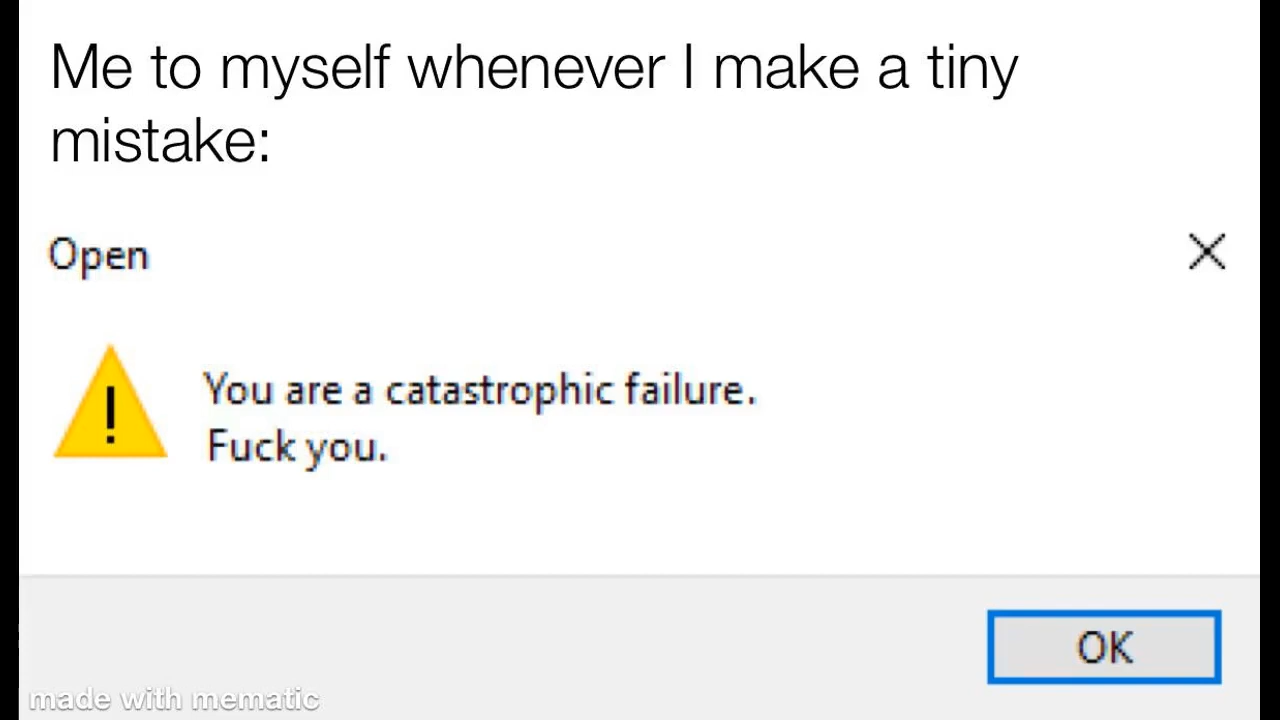 Me to myself whenever I make a tiny
mistake:
Open
You are a catastrophic failure.
Fuck you.
OK
made with mematic